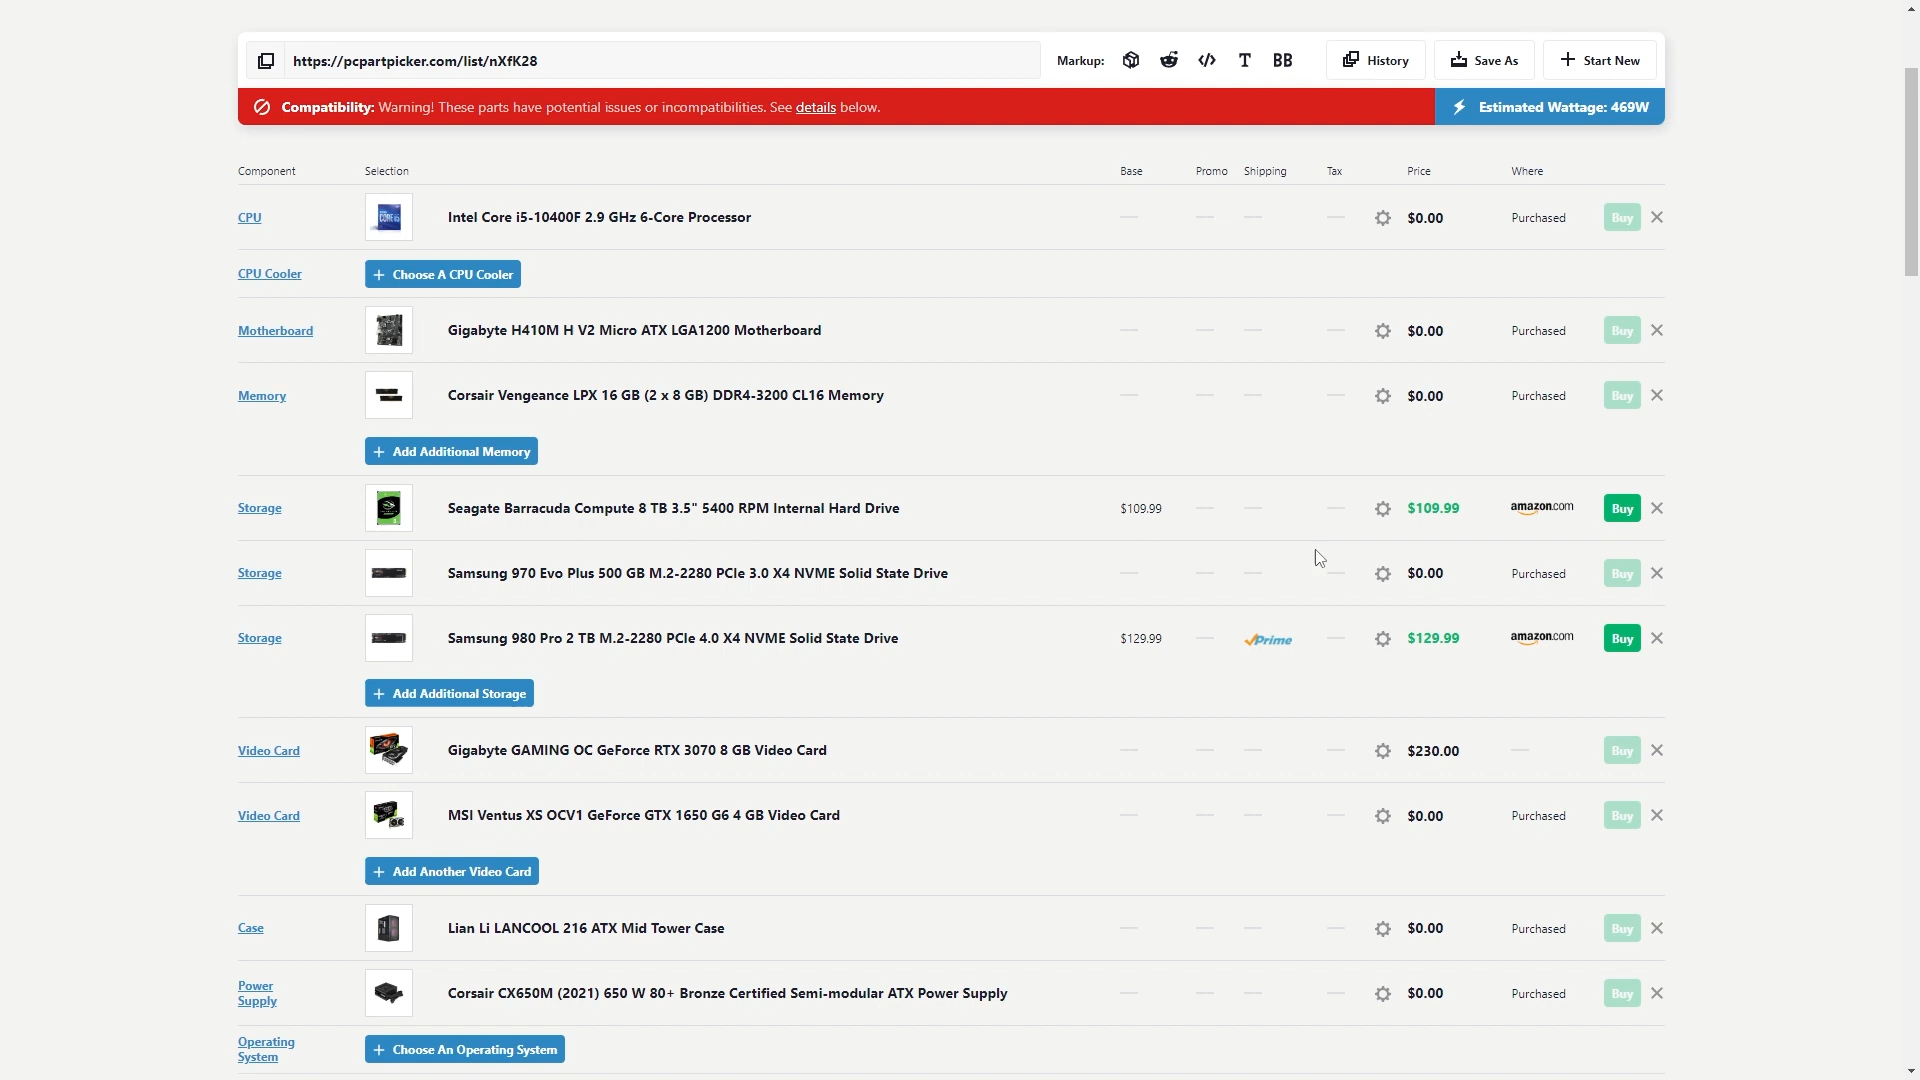 https://pcpartpicker.com/list/nXfK28 Markup: T BB History Save As Start New
Compatibility: Warning! These parts have potential issues or incompatibilities. See details below. Estimated Wattage: 469W
Component Selection Base Promo Shipping Tax Price Where
CPU Intel Core i5-10400F 2.9 GHz 6-Core Processor $0.00 Purchased Buy
CPU Cooler + Choose A CPU Cooler
Motherboard Gigabyte H410M H V2 Micro ATX LGA1200 Motherboard $0.00 Purchased Buy
Memory Corsair Vengeance LPX 16 GB (2 x 8 GB) DDR4-3200 CL16 Memory $0.00 Purchased Buy
+ Add Additional Memory
Storage Seagate Barracuda Compute 8 TB 3.5" 5400 RPM Internal Hard Drive $109.99 $109.99 amazon.com Buy
Storage Samsung 970 Evo Plus 500 GB M.2-2280 PCIe 3.0 X4 NVME Solid State Drive $0.00 Purchased Buy
Storage Samsung 980 Pro 2 TB M.2-2280 PCIe 4.0 X4 NVME Solid State Drive $129.99 Prime $129.99 amazon.com Buy
+ Add Additional Storage
Video Card Gigabyte GAMING OC GeForce RTX 3070 8 GB Video Card $230.00 Buy
Video Card MSI Ventus XS OCV1 GeForce GTX 1650 G6 4 GB Video Card $0.00 Purchased Buy
+ Add Another Video Card
Case Lian Li LANCOOL 216 ATX Mid Tower Case $0.00 Purchased Buy
Power Supply Corsair CX650M (2021) 650 W 80+ Bronze Certified Semi-modular ATX Power Supply $0.00 Purchased Buy
Operating System + Choose An Operating System